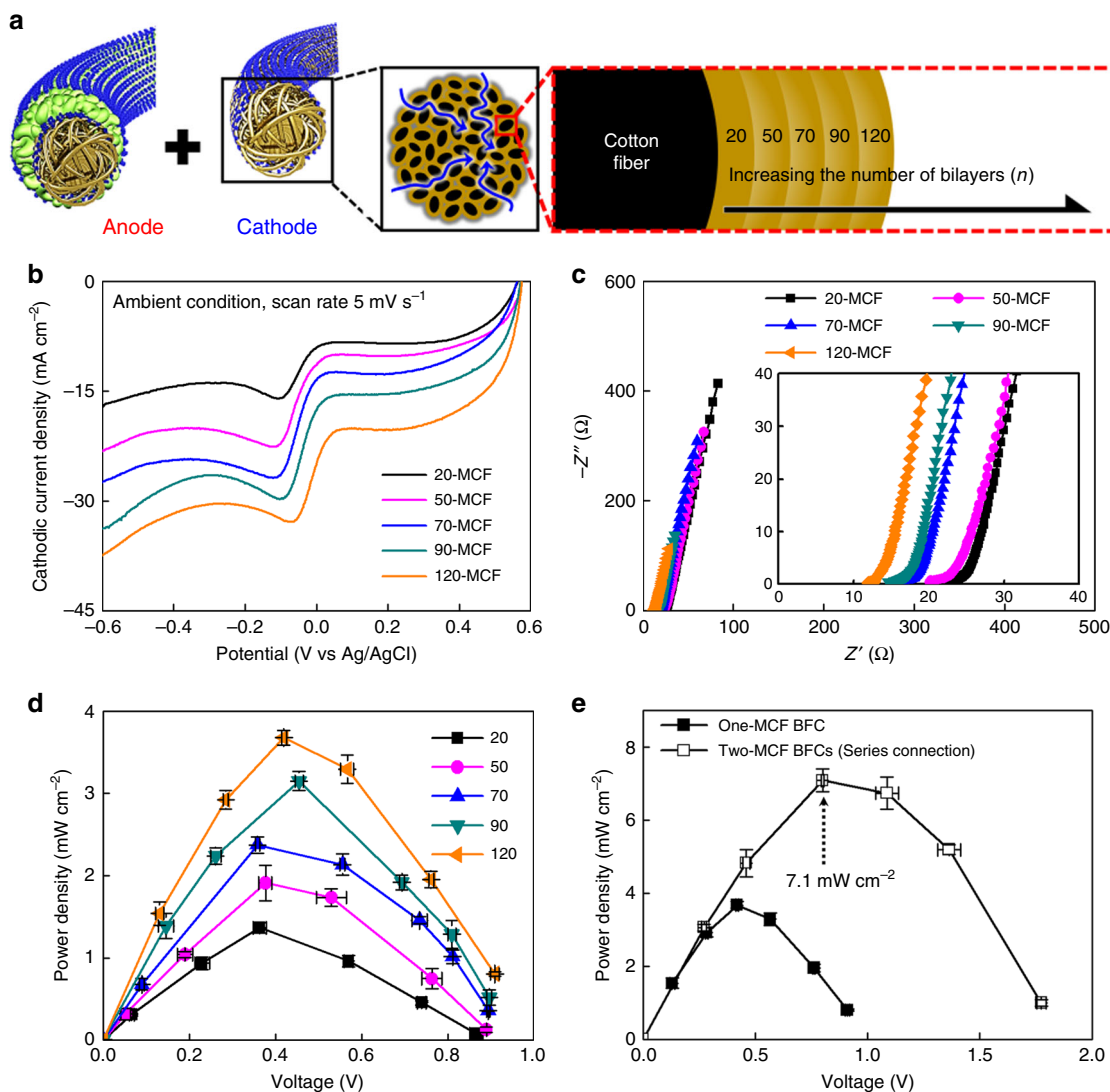 a
Anode
Cathode
Cotton
fiber
20 50 70 90 120
Increasing the number of bilayers (n)
b
Ambient condition, scan rate 5 mV s⁻¹
0
–15
–30
–45
Cathodic current density (mA cm⁻²)
20-MCF
50-MCF
70-MCF
90-MCF
120-MCF
–0.6 –0.4 –0.2 0.0 0.2 0.4 0.6
Potential (V vs Ag/AgCl)
c
600
400
200
0
–Z″ (Ω)
20-MCF 50-MCF
70-MCF 90-MCF
120-MCF
40
30
20
10
0
0 10 20 30 40
0 100 200 300 400 500
Z′ (Ω)
d
4
3
2
1
0
Power density (mW cm⁻²)
20
50
70
90
120
0.0 0.2 0.4 0.6 0.8 1.0
Voltage (V)
e
8
6
4
2
0
Power density (mW cm⁻²)
One-MCF BFC
Two-MCF BFCs (Series connection)
7.1 mW cm⁻²
0 0.5 1.0 1.5 2.0
Voltage (V)